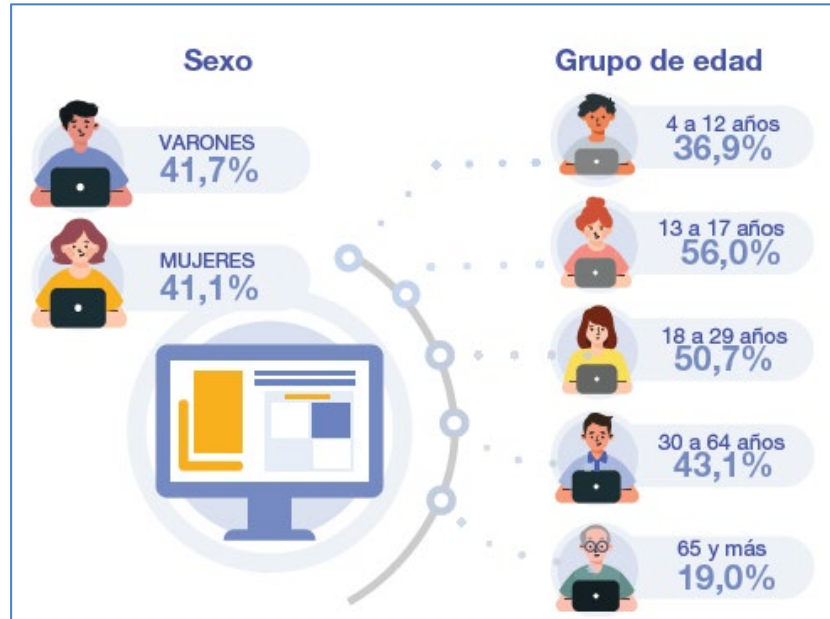 Sexo
VARONES
41,7%
MUJERES
41,1%
Grupo de edad
4 a 12 años
36,9%
13 a 17 años
56,0%
18 a 29 años
50,7%
30 a 64 años
43,1%
65 y más
19,0%